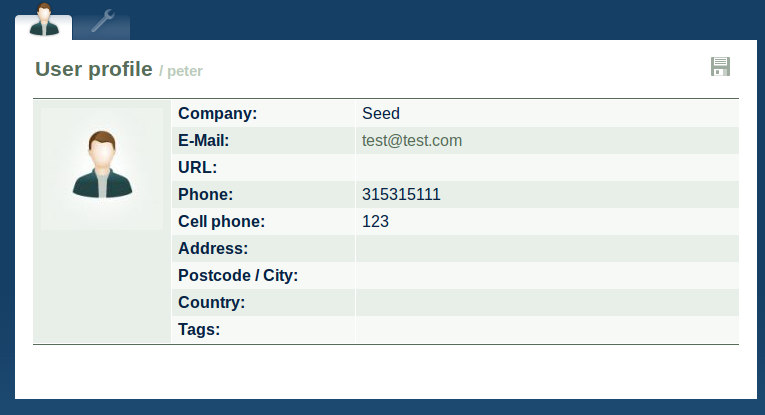 User profile / peter
Company: Seed
E-Mail: test@test.com
URL:
Phone: 315315111
Cell phone: 123
Address:
Postcode / City:
Country:
Tags: